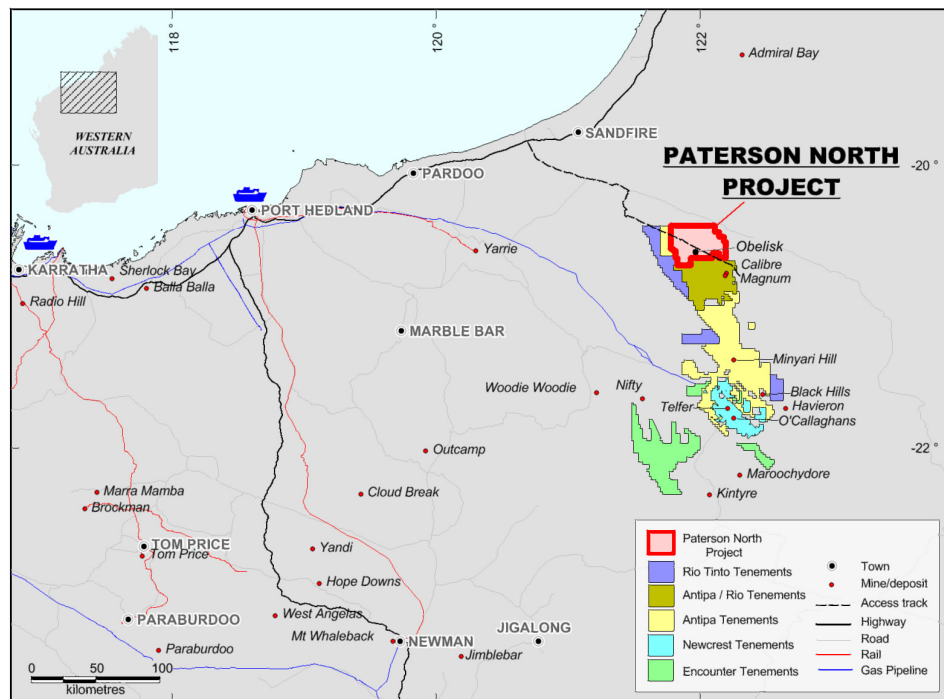 118°
120°
122°
Admiral Bay
WESTERN
AUSTRALIA
SANDFIRE
-20
PARDOO
PATERSON NORTH
PROJECT
PORT HEDLAND
Yarrie
Obelisk
KARRATHA
Sherlock Bay
Calibre
Magnum
Balla Balla
Radio Hill
MARBLE BAR
Minyari Hill
Woodie Woodie
Nifty
Black Hills
Telfer
Havieron
O'Callaghans
Outcamp
-22
Maroochydore
Marra Mamba
Cloud Break
Kintyre
Brockman
TOM PRICE
Tom Price
Yandi
Hope Downs
PARABURDOO
West Angelas
Mt Whaleback
NEWMAN
JIGALONG
Paraburdoo
Jimblebar
0 50 100
kilometres
118°
120°
Paterson North
Project
Rio Tinto Tenements
Antipa / Rio Tenements
Antipa Tenements
Newcrest Tenements
Encounter Tenements
Town
Mine/deposit
Access track
Highway
Road
Rail
Gas Pipeline